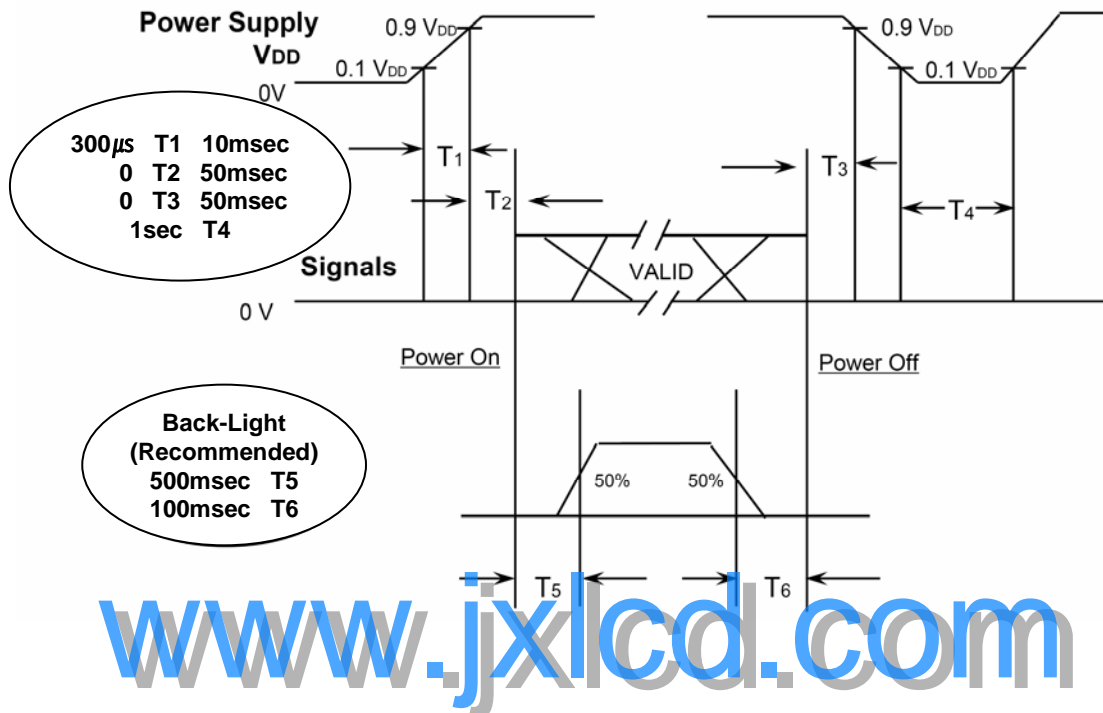 Power Supply
VDD
0.9 VDD
0.9 VDD
0.1 VDD
0.1 VDD
0V
300㎲ T1 10msec
0 T2 50msec
0 T3 50msec
1sec T4
T1
T3
T2
T4
Signals
VALID
0 V
Power On
Power Off
Back-Light
(Recommended)
500msec T5
100msec T6
50%
50%
T5
T6
www.jxlcd.com